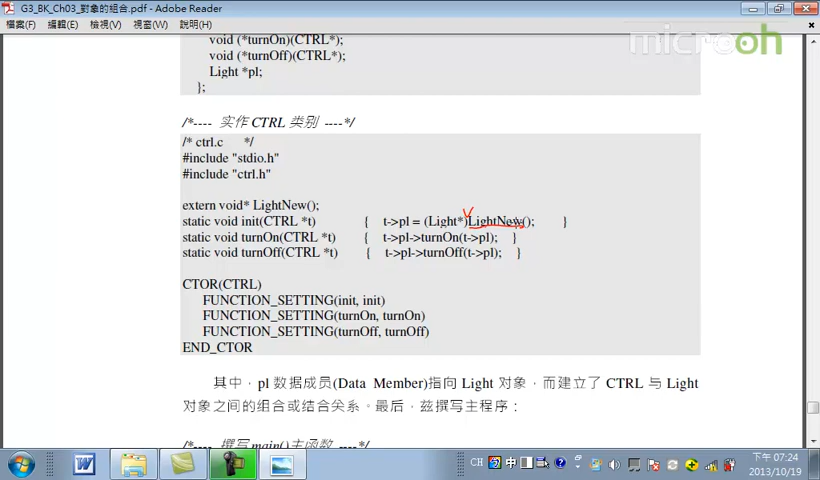 G3_BK_Ch03_對象的組合.pdf - Adobe Reader
檔案(F) 編輯(E) 檢視(V) 視窗(W) 說明(H)
microoh
void (*turnOn)(CTRL*);
void (*turnOff)(CTRL*);
Light *pl;
};
/*---- 实作 CTRL 类别 ----*/
/* ctrl.c */
#include "stdio.h"
#include "ctrl.h"
extern void* LightNew();
static void init(CTRL *t) { t->pl = (Light*)LightNew(); }
static void turnOn(CTRL *t) { t->pl->turnOn(t->pl); }
static void turnOff(CTRL *t) { t->pl->turnOff(t->pl); }
CTOR(CTRL)
FUNCTION_SETTING(init, init)
FUNCTION_SETTING(turnOn, turnOn)
FUNCTION_SETTING(turnOff, turnOff)
END_CTOR
其中，pl 数据成员(Data Member)指向 Light 对象，而建立了 CTRL 与 Light
对象之间的组合或结合关系。最后，兹撰写主程序：
/*---- 撰写 main()主函数 ----*/
CH 中 下午 07:24
2013/10/19